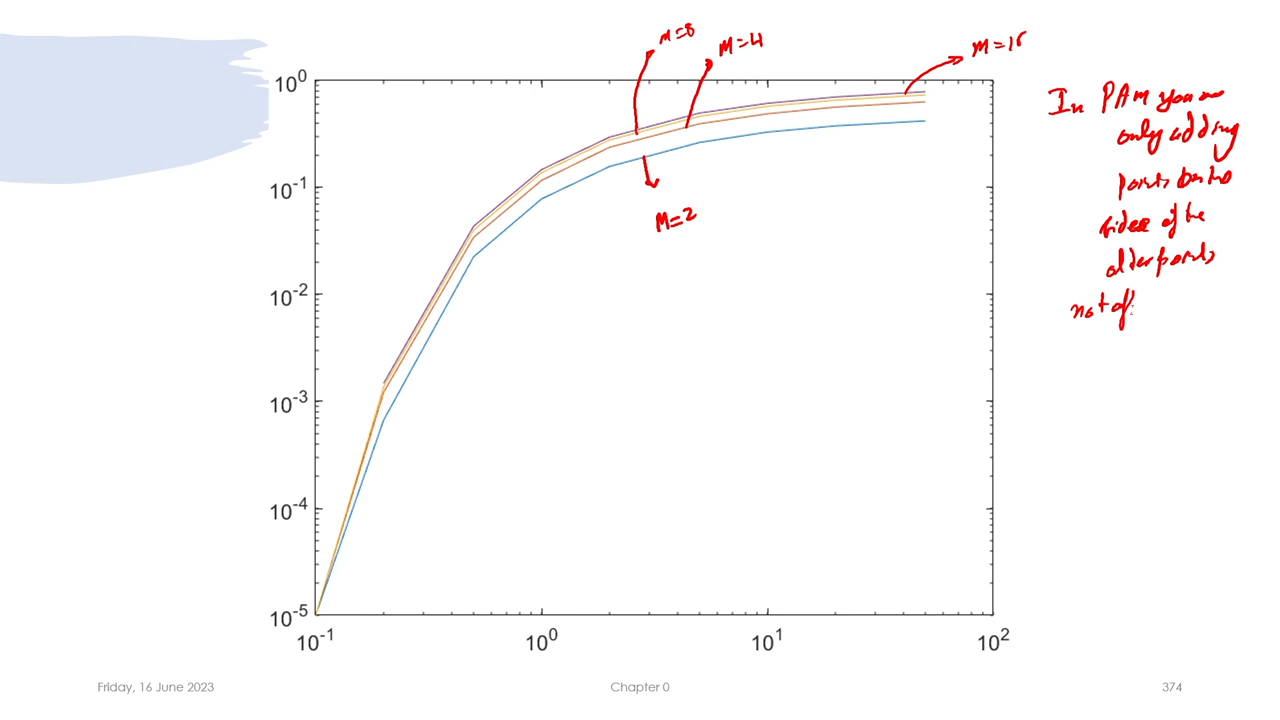 M=8
M=4
M=16
10^0
In PAM you are
only adding
10^-1
points on the
M=2
sides of the
older points
10^-2
not of
10^-3
10^-4
10^-5
10^-1 10^0 10^1 10^2
Friday, 16 June 2023 Chapter 0 374